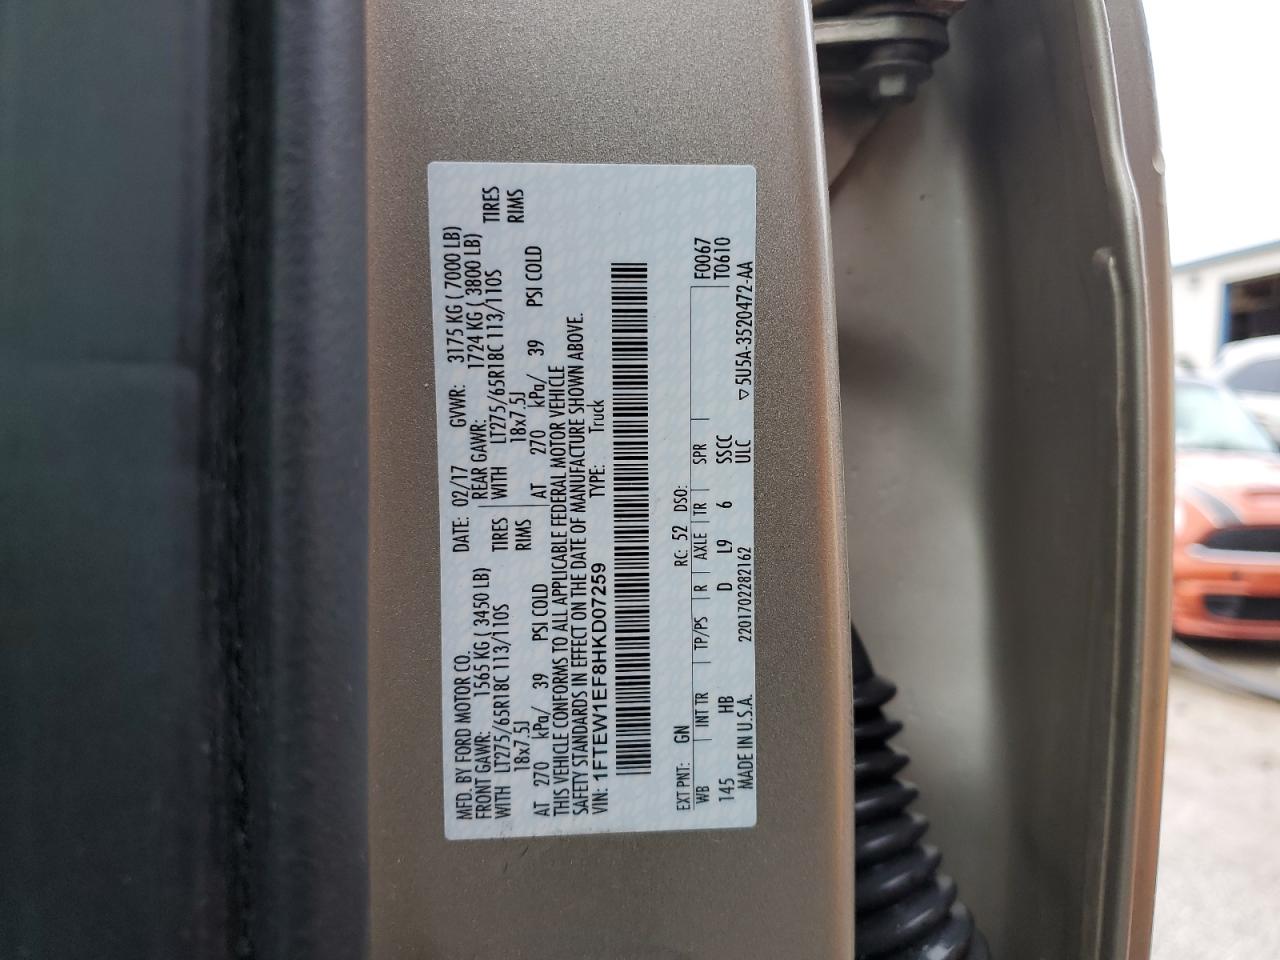 MFD. BY FORD MOTOR CO. DATE: 02/17 GVWR: 3175 KG ( 7000 LB)
FRONT GAWR: 1565 KG ( 3450 LB) REAR GAWR: 1724 KG ( 3800 LB)
WITH LT275/65R18C 113/110S TIRES WITH LT275/65R18C 113/110S TIRES
18x7.5J RIMS 18x7.5J RIMS
AT 270 kPa/ 39 PSI COLD AT 270 kPa/ 39 PSI COLD
THIS VEHICLE CONFORMS TO ALL APPLICABLE FEDERAL MOTOR VEHICLE
SAFETY STANDARDS IN EFFECT ON THE DATE OF MANUFACTURE SHOWN ABOVE.
VIN: 1FTEW1EF8HKD07259 TYPE: Truck
EXT PNT: GN RC: 52 DSO:
WB INT TR TP/PS R AXLE TR SPR F0067
145 HB D L9 6 SSCC T0610
MADE IN U.S.A. 2201702282162 ULC ▽5U5A-3520472-AA